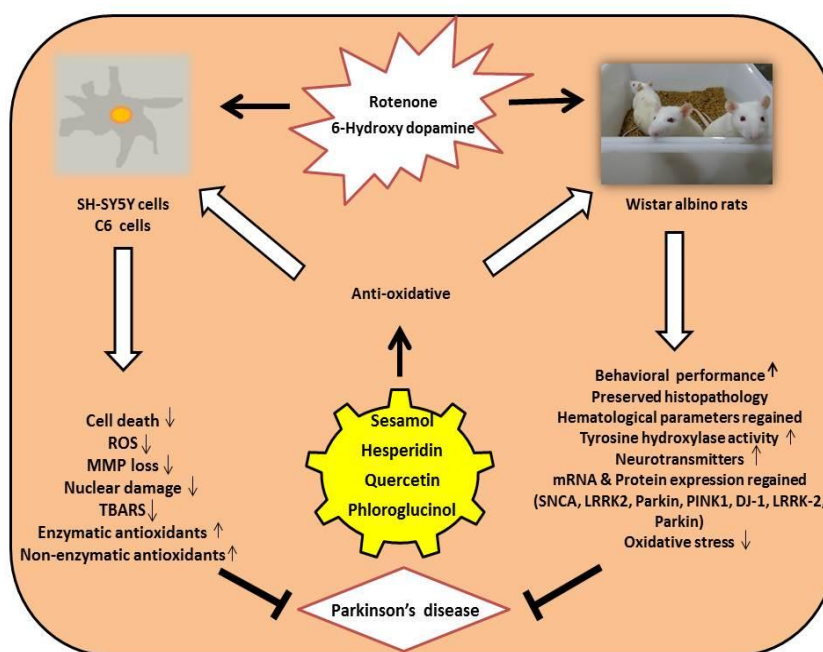 Rotenone
6-Hydroxy dopamine
SH-SY5Y cells
C6 cells
Wistar albino rats
Anti-oxidative
Sesamol
Hesperidin
Quercetin
Phloroglucinol
Cell death ↓
ROS↓
MMP loss ↓
Nuclear damage ↓
TBARS↓
Enzymatic antioxidants ↑
Non-enzymatic antioxidants↑
Behavioral performance↑
Preserved histopathology
Hematological parameters regained
Tyrosine hydroxylase activity ↑
Neurotransmitters ↑
mRNA & Protein expression regained
(SNCA, LRRK2, Parkin, PINK1, DJ-1, LRRK-2,
Parkin)
Oxidative stress ↓
Parkinson's disease